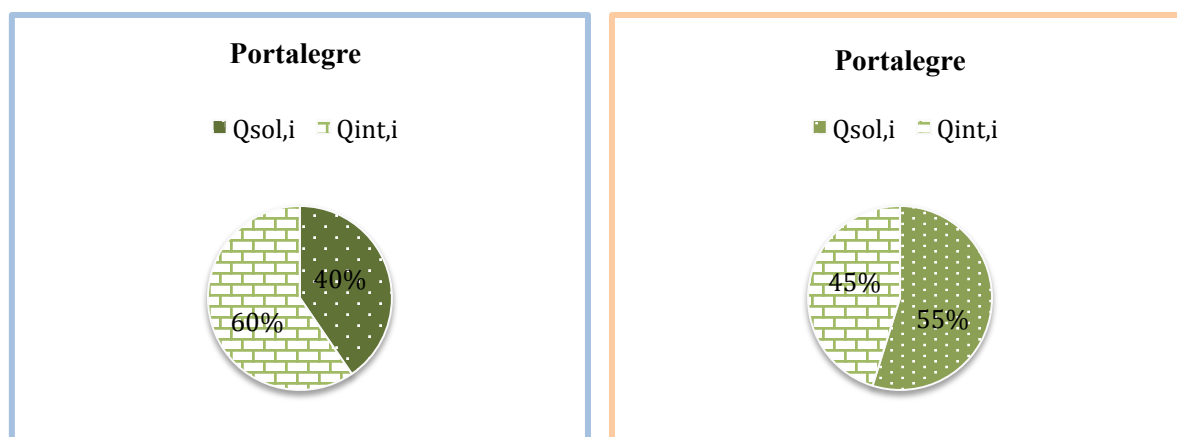 Portalegre
Qsol,i Qint,i
40%
60%
Portalegre
Qsol,i Qint,i
45%
55%